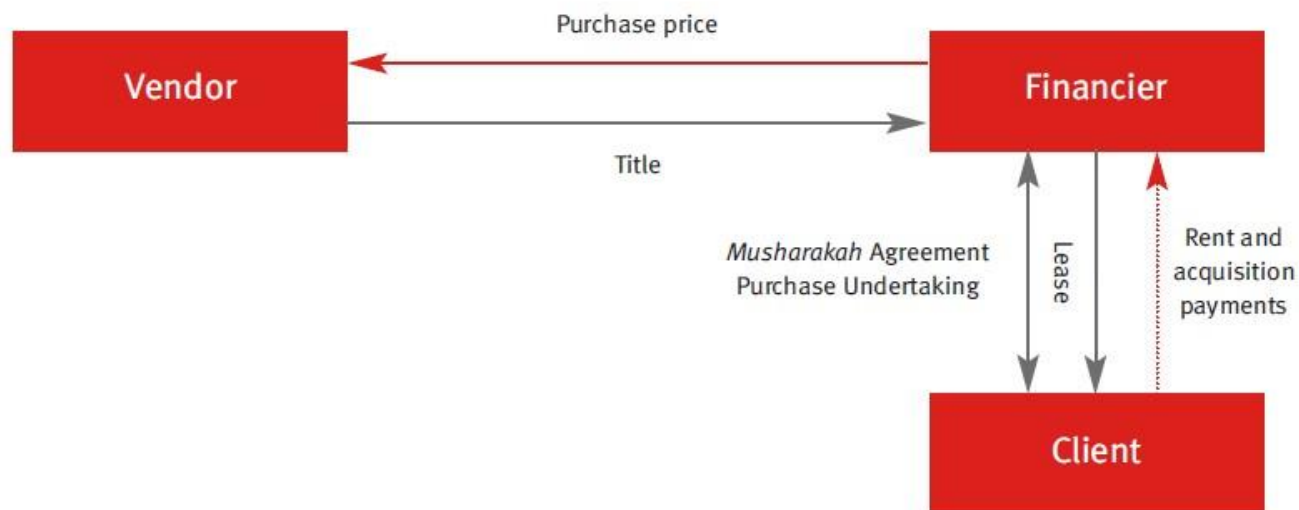 Purchase price
Vendor
Financier
Title
Musharakah Agreement
Purchase Undertaking
Lease
Rent and
acquisition
payments
Client